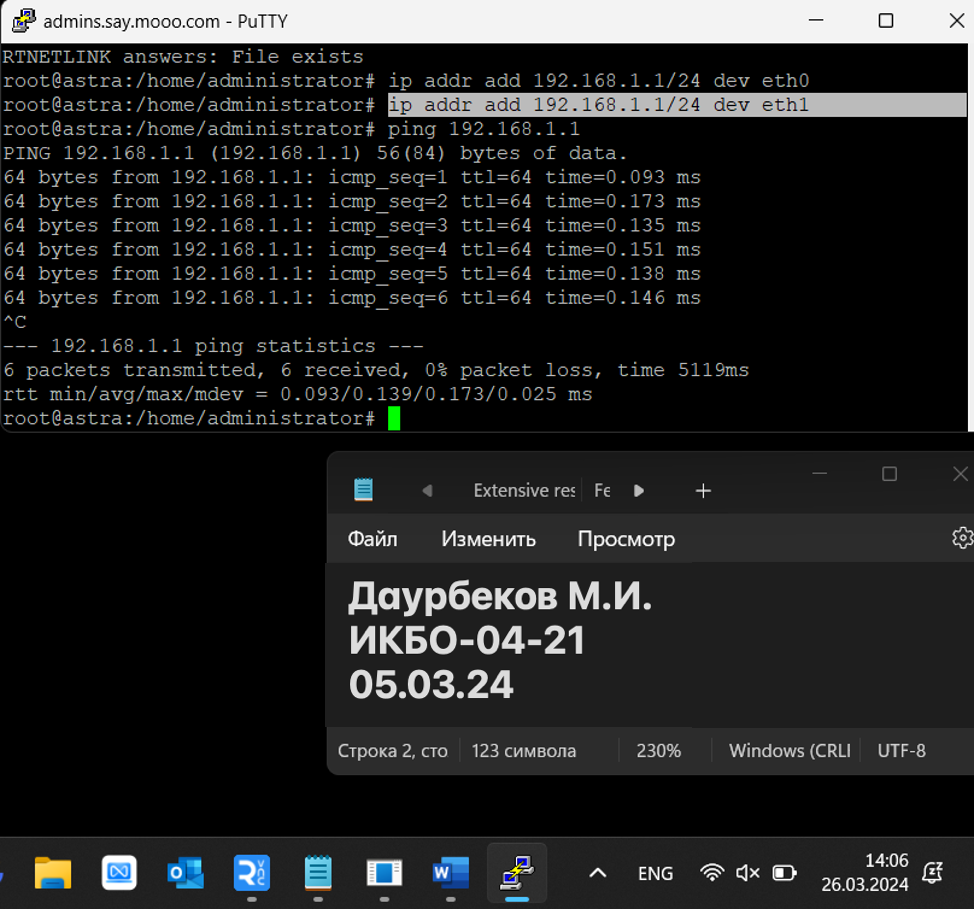 admins.say.mooo.com - PuTTY
RTNETLINK answers: File exists
root@astra:/home/administrator# ip addr add 192.168.1.1/24 dev eth0
root@astra:/home/administrator# ip addr add 192.168.1.1/24 dev eth1
root@astra:/home/administrator# ping 192.168.1.1
PING 192.168.1.1 (192.168.1.1) 56(84) bytes of data.
64 bytes from 192.168.1.1: icmp_seq=1 ttl=64 time=0.093 ms
64 bytes from 192.168.1.1: icmp_seq=2 ttl=64 time=0.173 ms
64 bytes from 192.168.1.1: icmp_seq=3 ttl=64 time=0.135 ms
64 bytes from 192.168.1.1: icmp_seq=4 ttl=64 time=0.151 ms
64 bytes from 192.168.1.1: icmp_seq=5 ttl=64 time=0.138 ms
64 bytes from 192.168.1.1: icmp_seq=6 ttl=64 time=0.146 ms
^C
--- 192.168.1.1 ping statistics ---
6 packets transmitted, 6 received, 0% packet loss, time 5119ms
rtt min/avg/max/mdev = 0.093/0.139/0.173/0.025 ms
root@astra:/home/administrator#
Extensive res Fe
Файл Изменить Просмотр
Даурбеков М.И.
ИКБО-04-21
05.03.24
Строка 2, сто 123 символа 230% Windows (CRLI UTF-8
ENG 14:06
26.03.2024